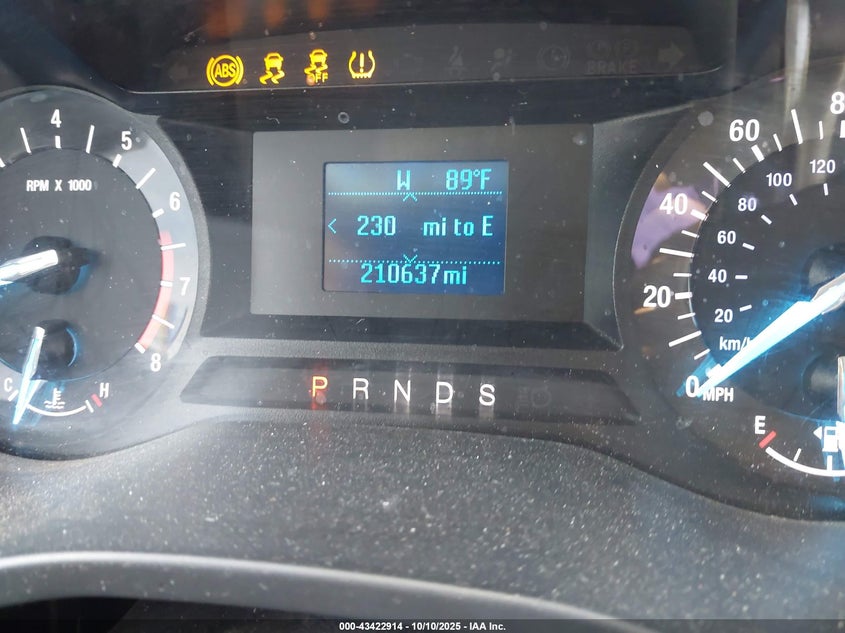 ABS
OFF
BRAKE
4
5
6
7
8
RPM X 1000
C
H
W 89°F
230 mi to E
210637mi
P R N D S
0
20
40
60
8
20
40
60
80
100
120
km/
MPH
E
000-43422914 - 10/10/2025 - IAA Inc.